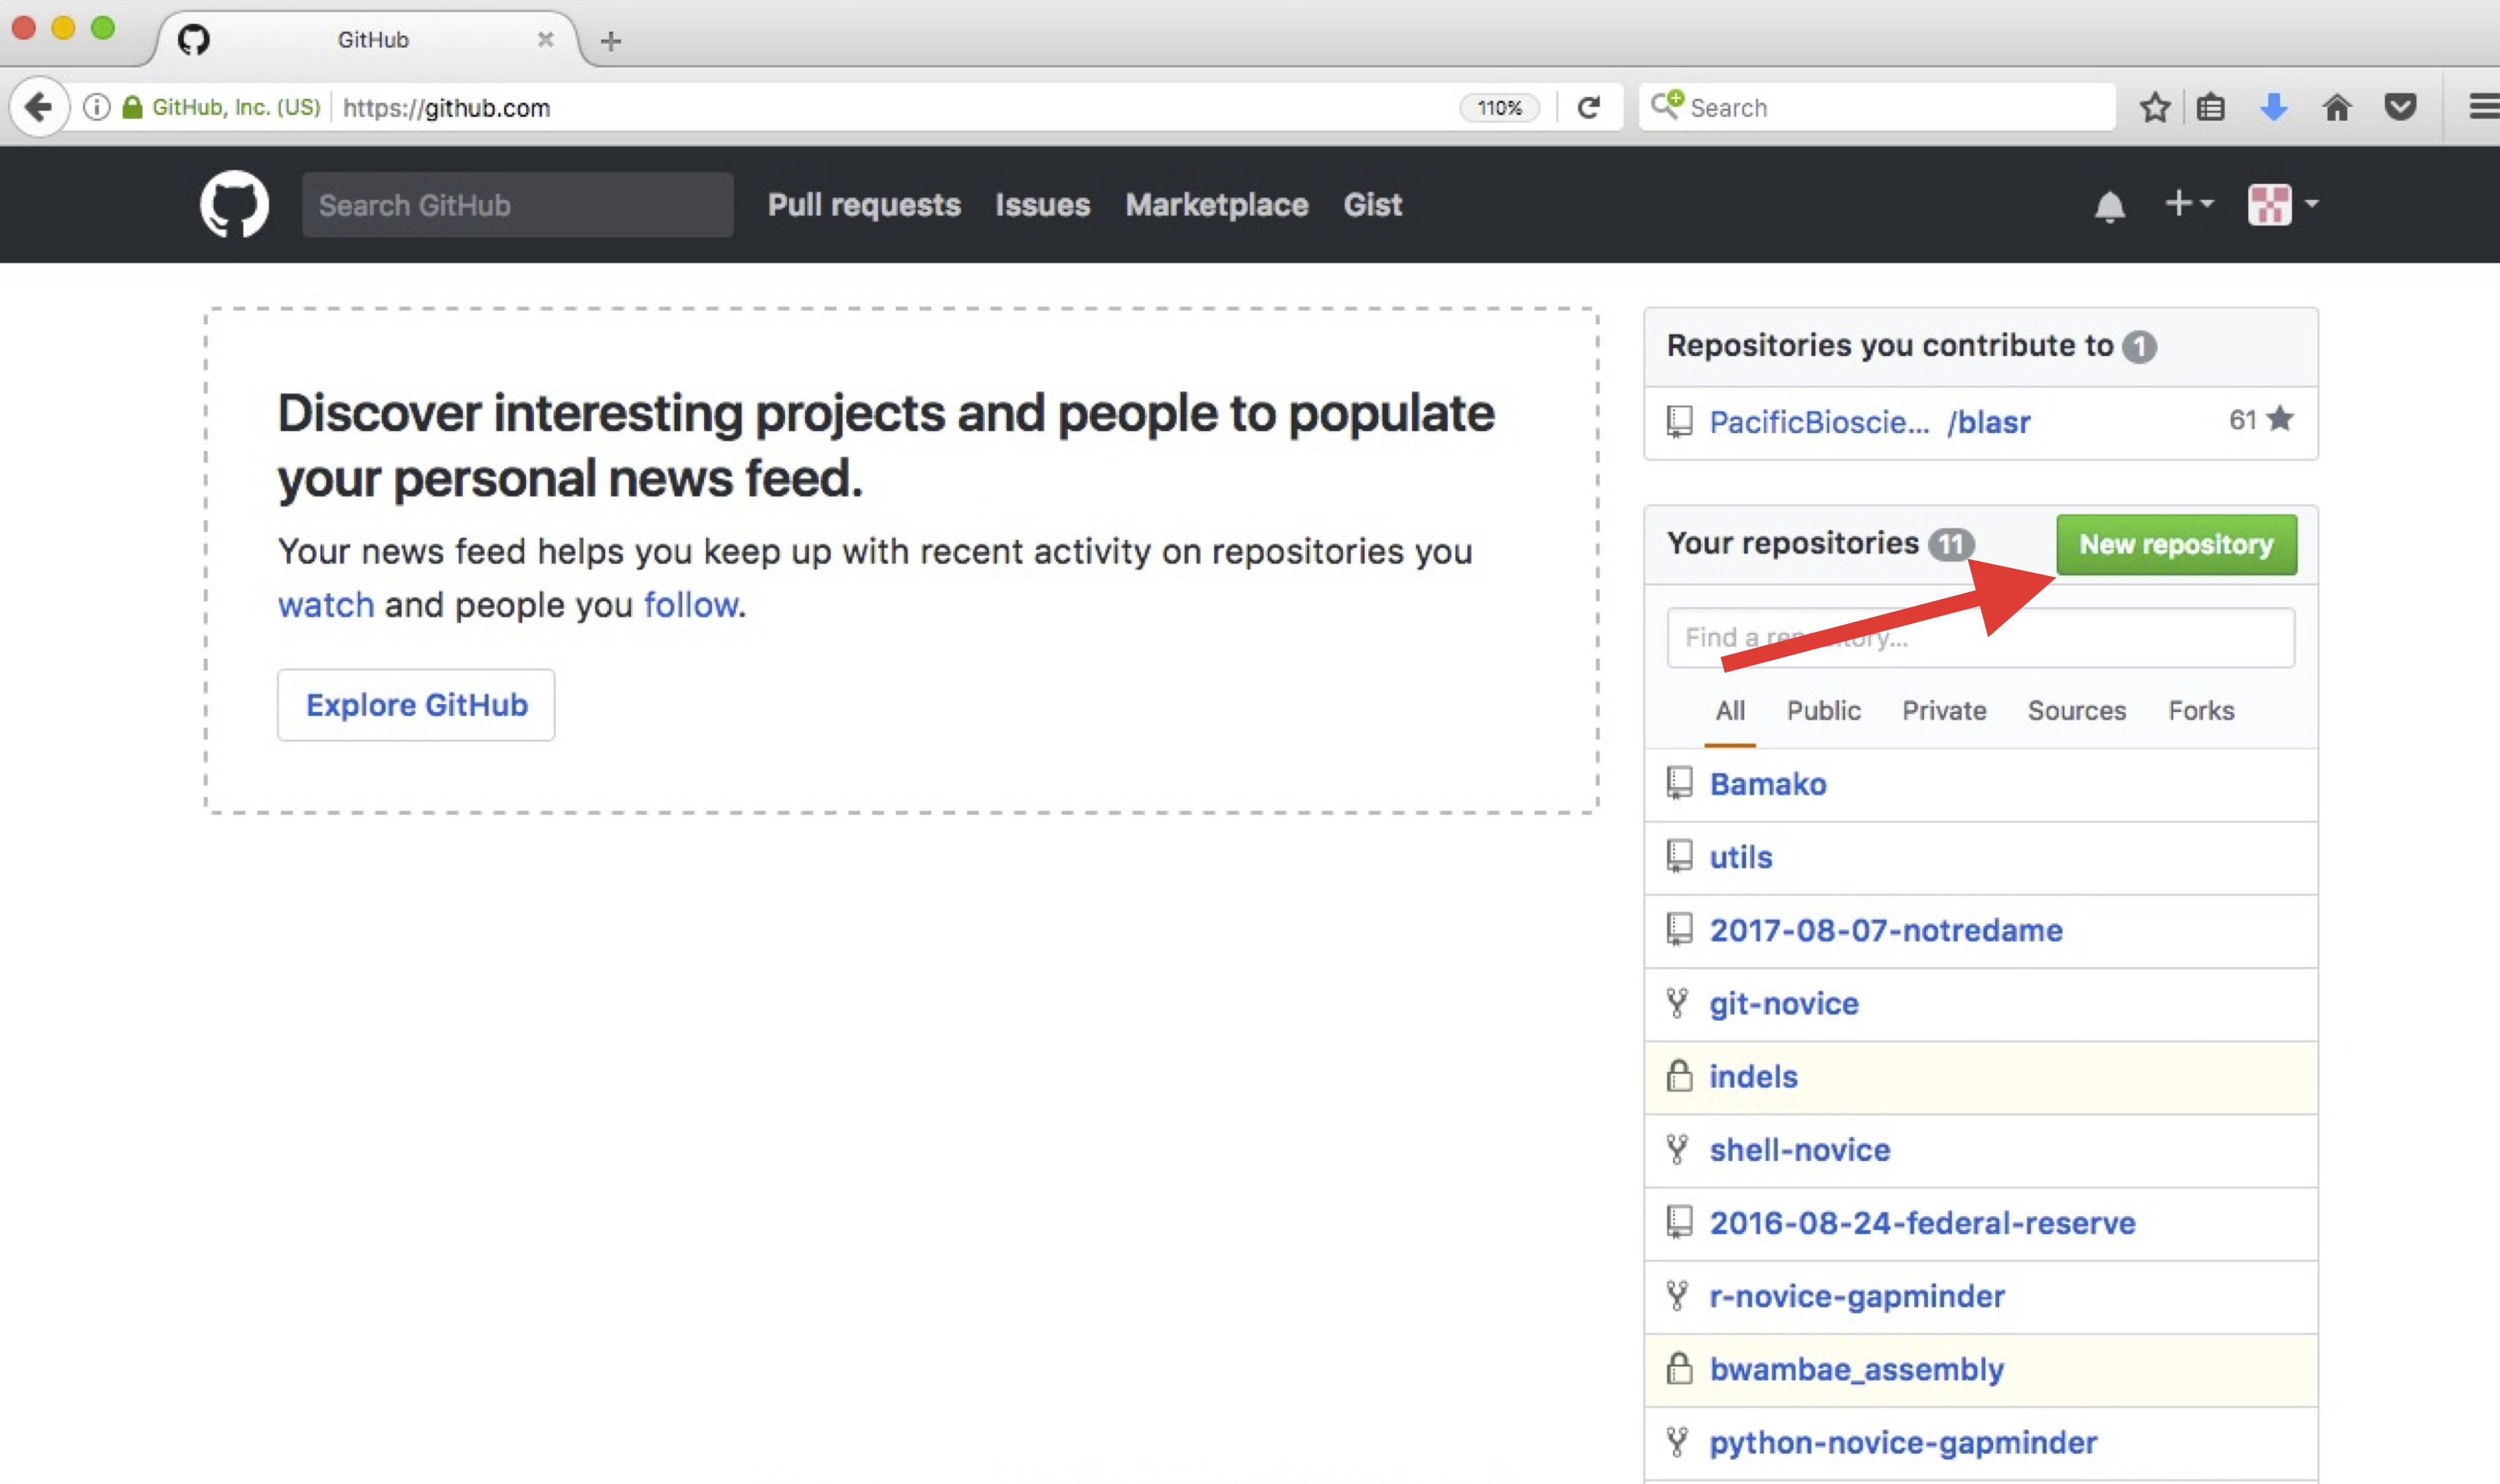 GitHub
GitHub, Inc. (US) https://github.com 110% Search
Search GitHub Pull requests Issues Marketplace Gist
Discover interesting projects and people to populate
your personal news feed.
Your news feed helps you keep up with recent activity on repositories you
watch and people you follow.
Explore GitHub
Repositories you contribute to 1
PacificBioscie... /blasr 61
Your repositories 11 New repository
Find a repository...
All Public Private Sources Forks
Bamako
utils
2017-08-07-notredame
git-novice
indels
shell-novice
2016-08-24-federal-reserve
r-novice-gapminder
bwambae_assembly
python-novice-gapminder